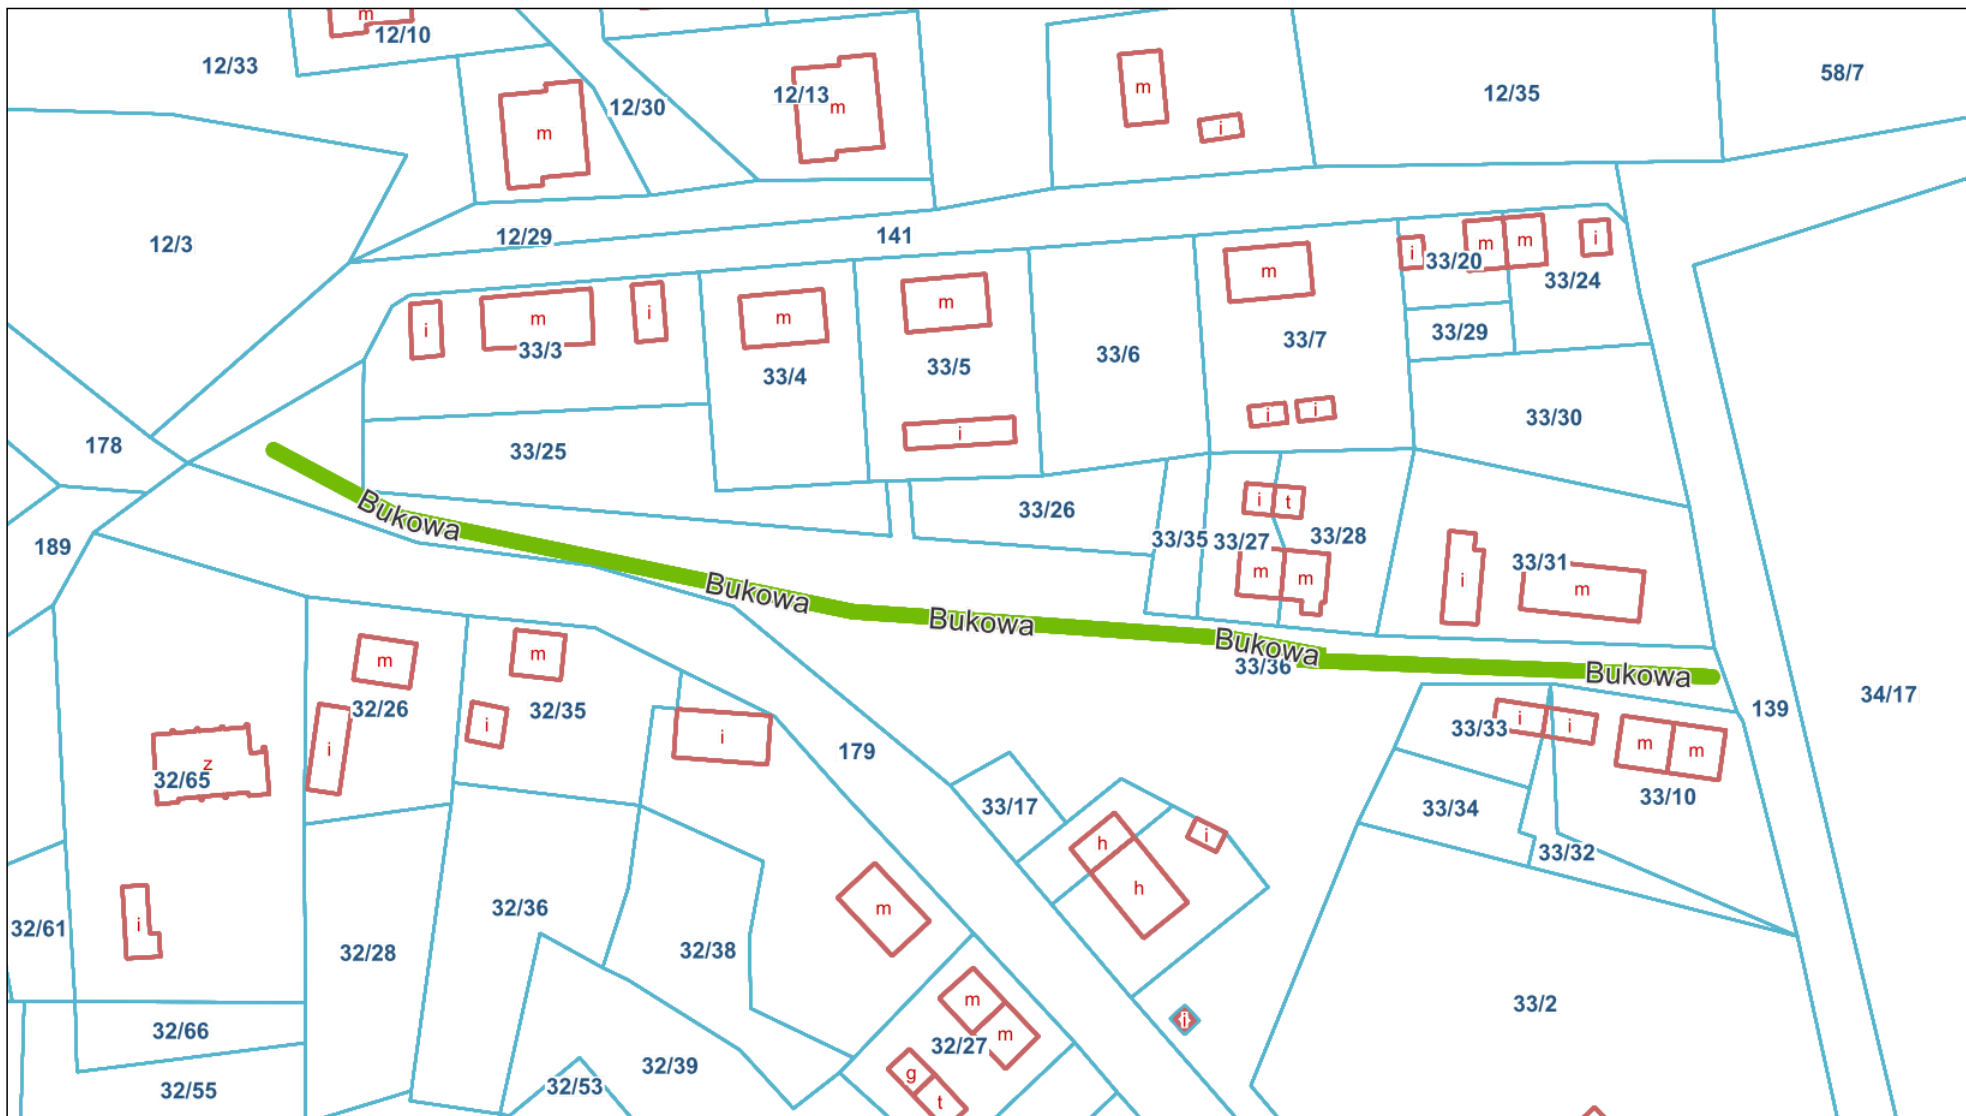 m
12/10
12/33
58/7
m
12/35
12/13
m
12/30
i
m
12/3
12/29
141
i
m
m
i
33/20
m
33/24
i
m
m
m
i
33/3
33/4
33/5
33/6
33/7
33/29
i
i
33/30
178
i
33/25
i
t
Bukowa
33/26
33/35
33/27
33/28
189
m
m
33/31
i
m
Bukowa
Bukowa
Bukowa
33/36
Bukowa
m
m
32/26
i
32/35
i
i
z
32/65
179
34/17
139
i
i
33/33
m
m
33/10
33/17
33/34
i
h
33/32
h
m
32/36
i
32/61
32/28
32/38
m
33/2
i
m
32/27
32/66
32/39
32/53
g
t
32/55